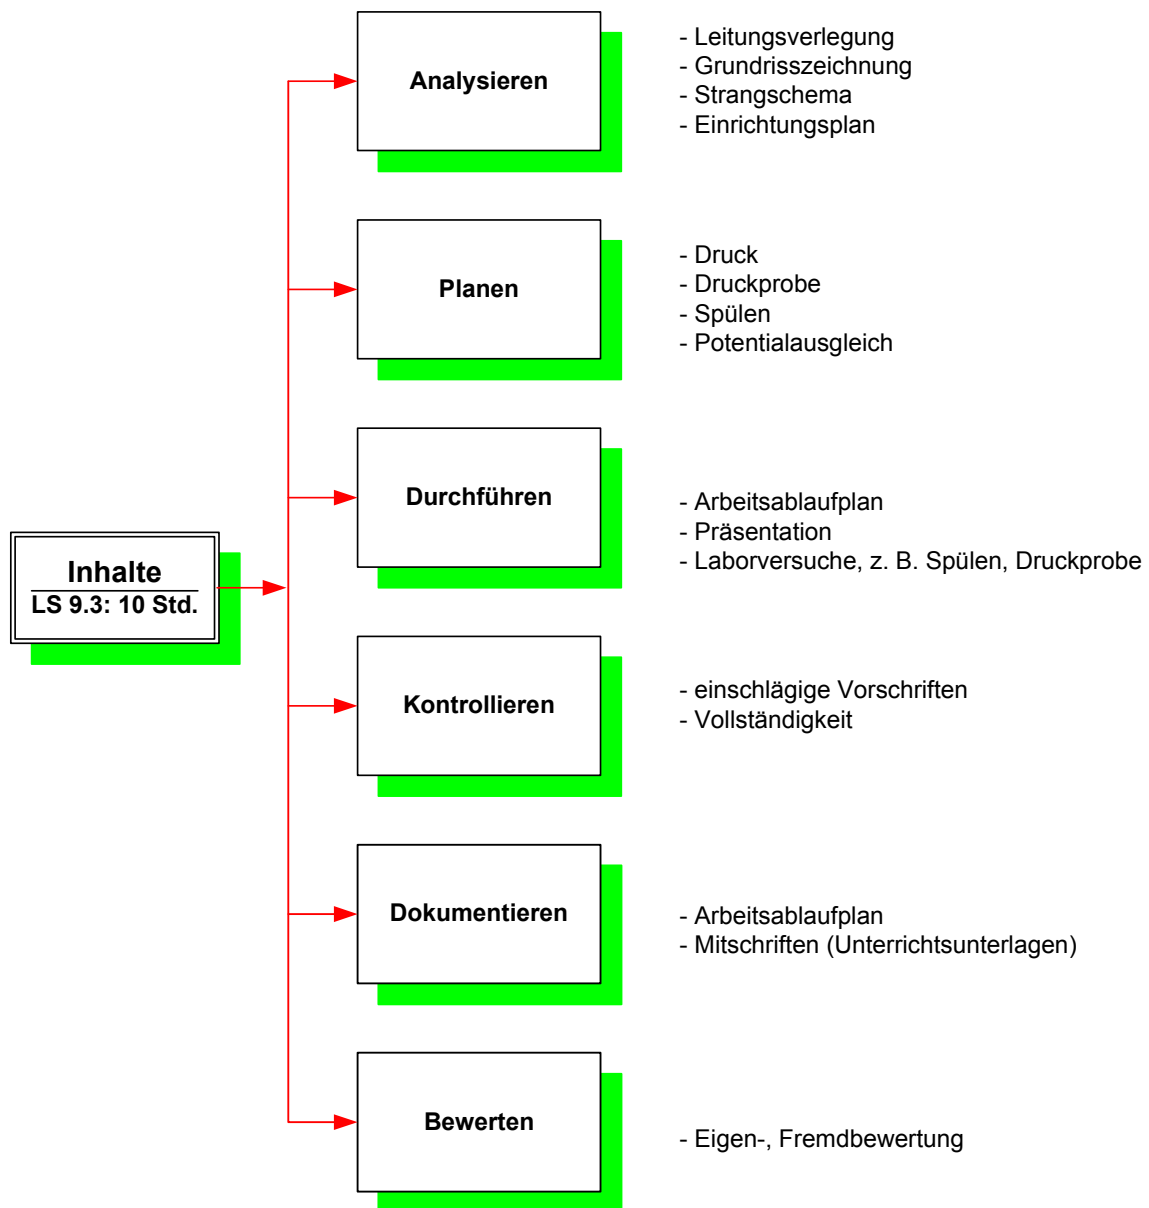 Analysieren
- Leitungsverlegung
- Grundrisszeichnung
- Strangschema
- Einrichtungsplan
Planen
- Druck
- Druckprobe
- Spülen
- Potentialausgleich
Durchführen
- Arbeitsablaufplan
- Präsentation
- Laborversuche, z. B. Spülen, Druckprobe
Inhalte
LS 9.3: 10 Std.
Kontrollieren
- einschlägige Vorschriften
- Vollständigkeit
Dokumentieren
- Arbeitsablaufplan
- Mitschriften (Unterrichtsunterlagen)
Bewerten
- Eigen-, Fremdbewertung